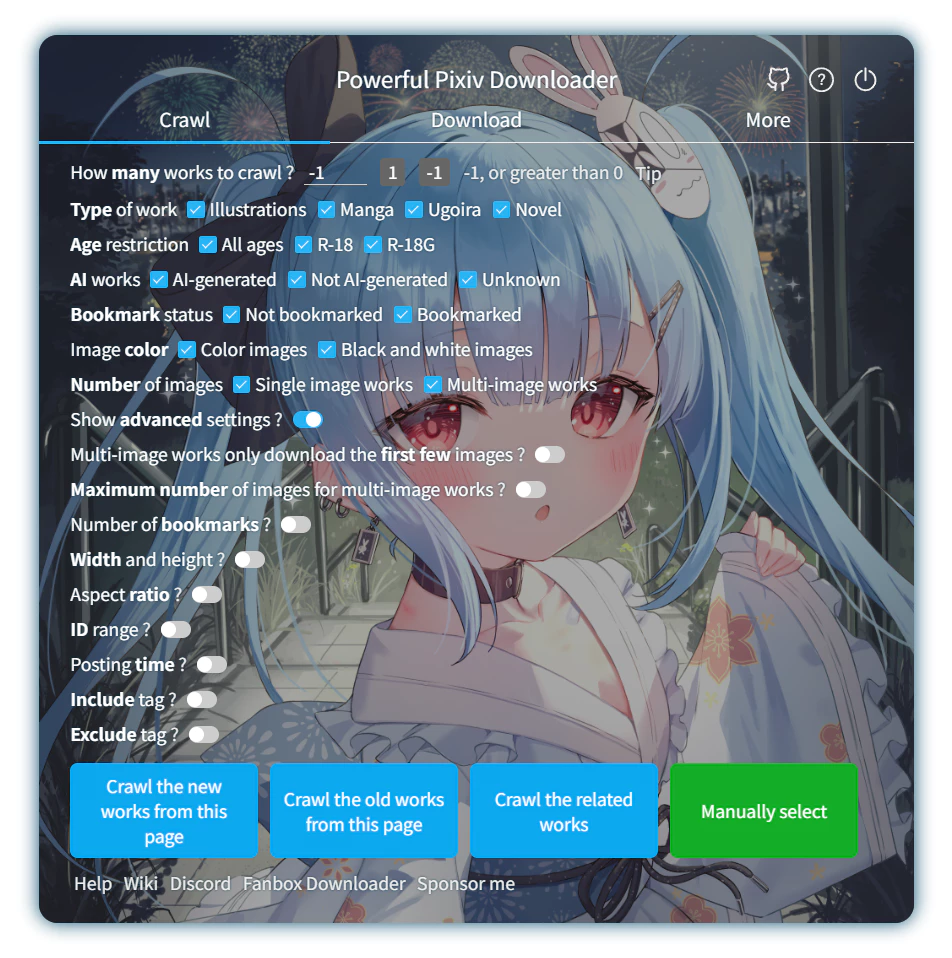 Powerful Pixiv Downloader
Crawl Download More
How many works to crawl ? -1 1 -1 -1, or greater than 0 Tip
Type of work Illustrations Manga Ugoira Novel
Age restriction All ages R-18 R-18G
AI works AI-generated Not AI-generated Unknown
Bookmark status Not bookmarked Bookmarked
Image color Color images Black and white images
Number of images Single image works Multi-image works
Show advanced settings ?
Multi-image works only download the first few images ?
Maximum number of images for multi-image works ?
Number of bookmarks ?
Width and height ?
Aspect ratio ?
ID range ?
Posting time ?
Include tag ?
Exclude tag ?
Crawl the new
works from this
page
Crawl the old works
from this page
Crawl the related
works
Manually select
Help Wiki Discord Fanbox Downloader Sponsor me